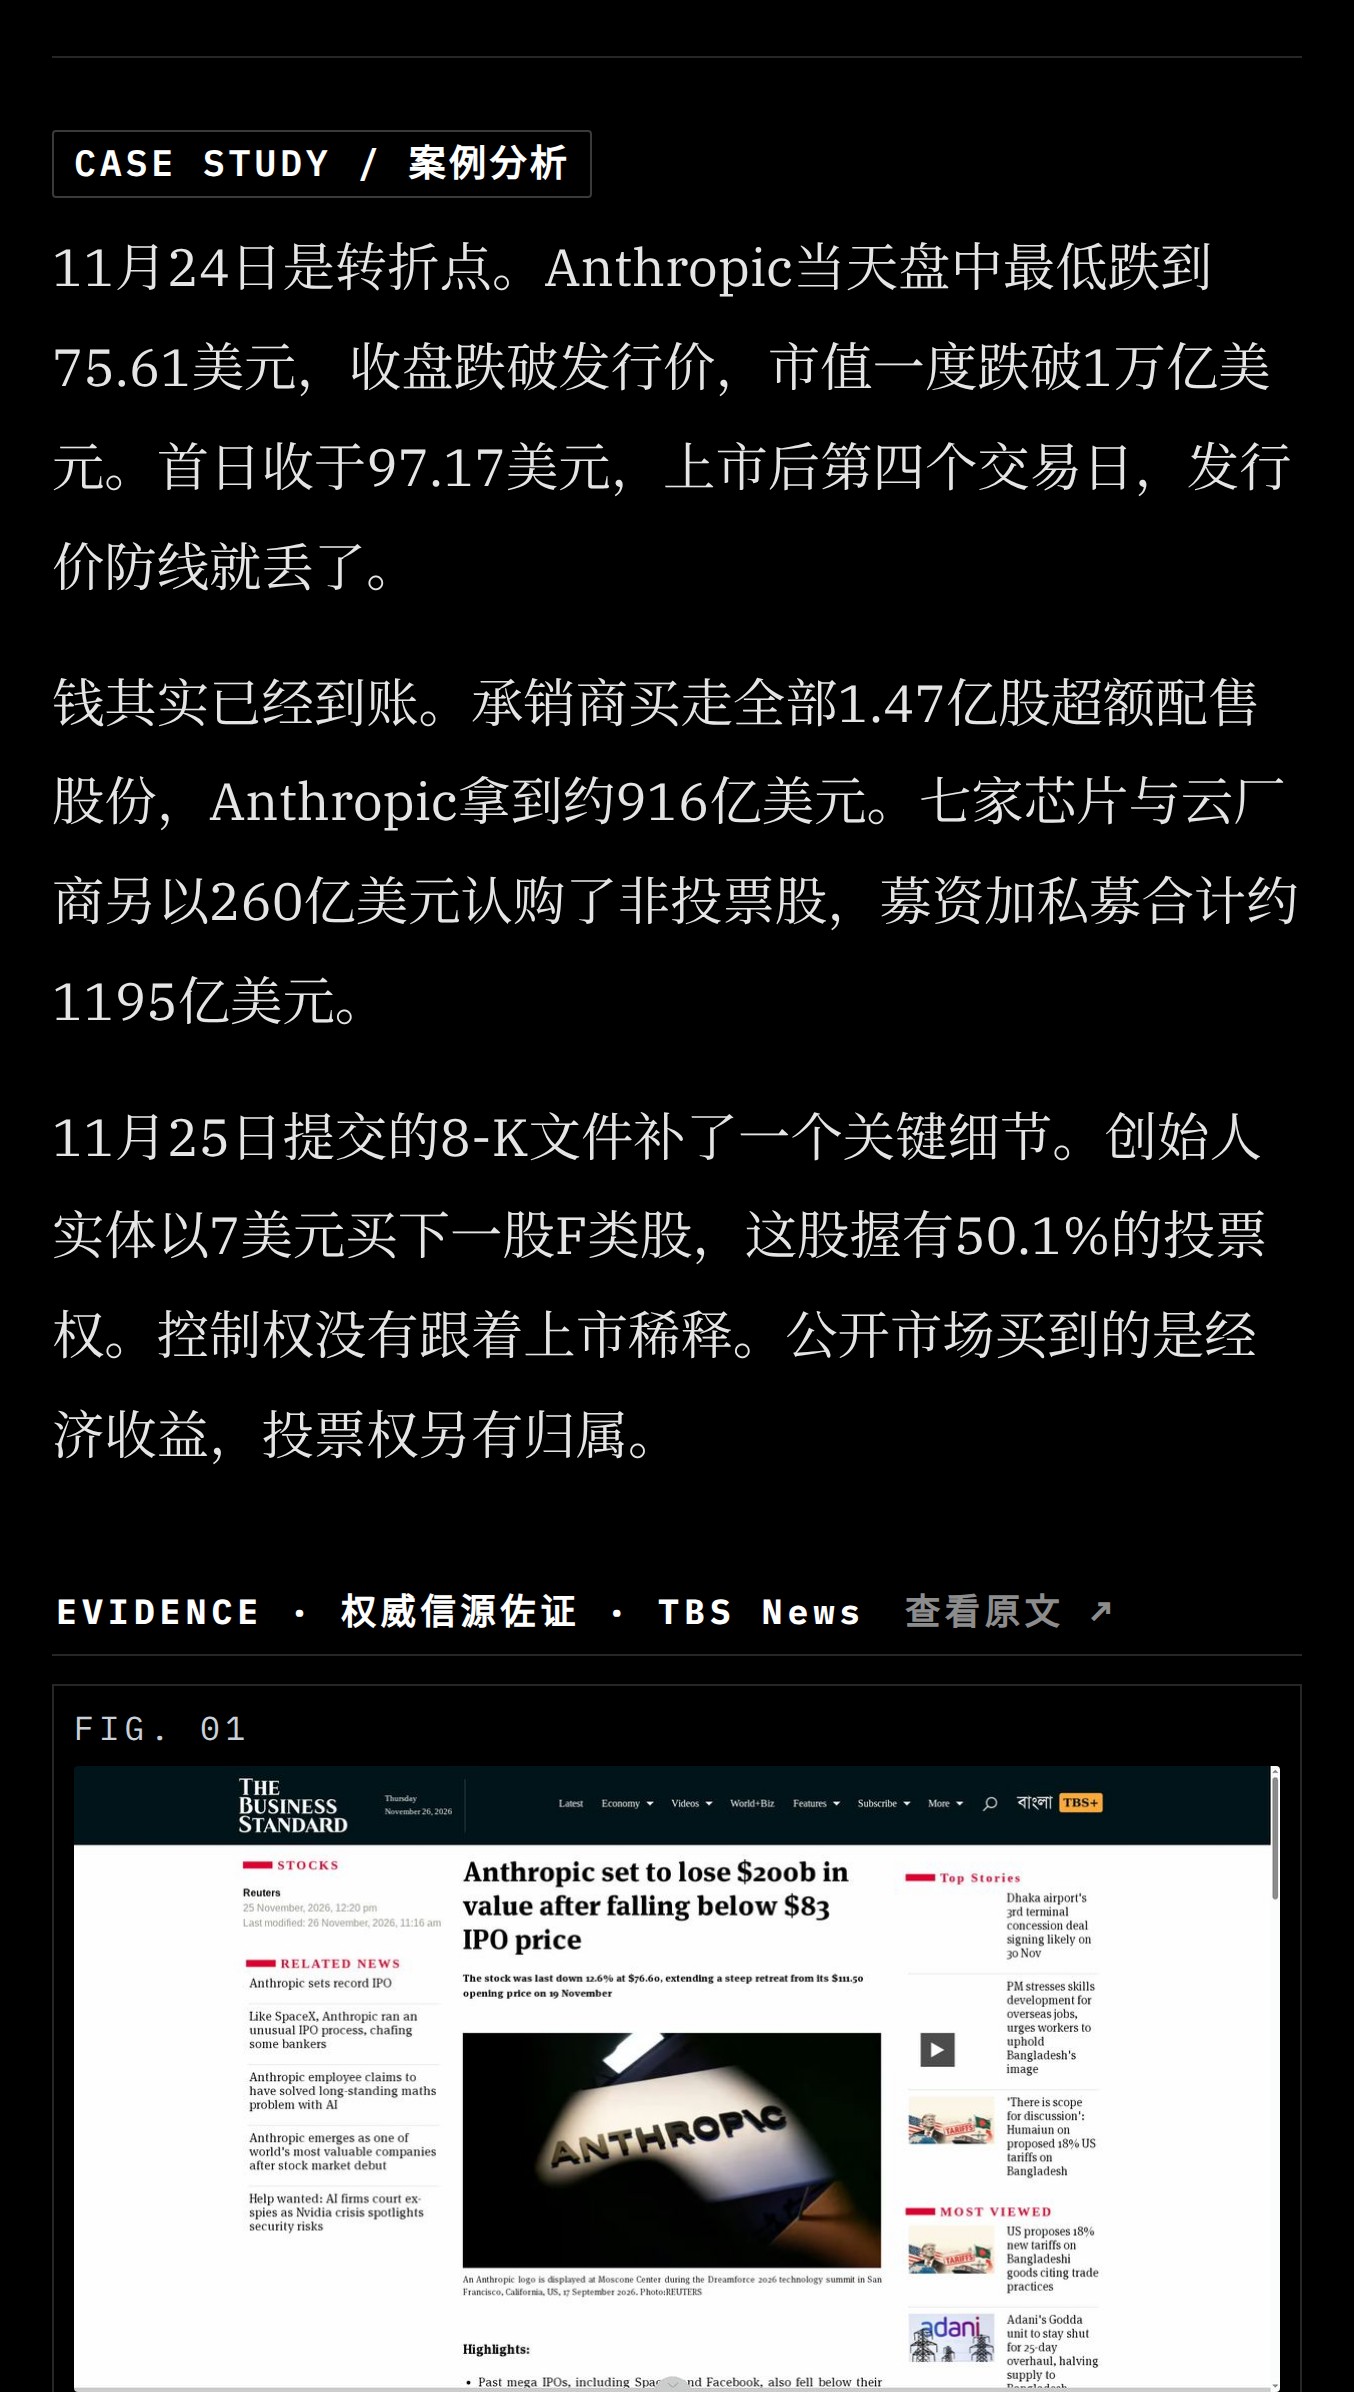 CASE STUDY / 案例分析
11月24日是转折点。Anthropic当天盘中最低跌到
75.61美元，收盘跌破发行价，市值一度跌破1万亿美
元。首日收于97.17美元，上市后第四个交易日，发行
价防线就丢了。
钱其实已经到账。承销商买走全部1.47亿股超额配售
股份，Anthropic拿到约916亿美元。七家芯片与云厂
商另以260亿美元认购了非投票股，募资加私募合计约
1195亿美元。
11月25日提交的8-K文件补了一个关键细节。创始人
实体以7美元买下一股F类股，这股握有50.1%的投票
权。控制权没有跟着上市稀释。公开市场买到的是经
济收益，投票权另有归属。
EVIDENCE · 权威信源佐证 · TBS News 查看原文 ↗
FIG. 01
THE
BUSINESS
STANDARD
Thursday
November 26, 2026
Latest Economy Videos World+Biz Features Subscribe More বাংলা TBS+
STOCKS
Reuters
25 November, 2026, 12:20 pm
Last modified: 26 November, 2026, 11:16 am
RELATED NEWS
Anthropic sets record IPO
Like SpaceX, Anthropic ran an
unusual IPO process, chafing
some bankers
Anthropic employee claims to
have solved long-standing maths
problem with AI
Anthropic emerges as one of
world's most valuable companies
after stock market debut
Help wanted: AI firms court ex-
spies as Nvidia crisis spotlights
security risks
Anthropic set to lose $200b in
value after falling below $83
IPO price
The stock was last down 12.6% at $76.60, extending a steep retreat from its $111.50
opening price on 19 November
ANTHROPIC
An Anthropic logo is displayed at Moscone Center during the Dreamforce 2026 technology summit in San
Francisco, California, US, 17 September 2026. Photo:REUTERS
Highlights:
• Past mega IPOs, including Spac nd Facebook, also fell below their
Top Stories
Dhaka airport's
3rd terminal
concession deal
signing likely on
30 Nov
PM stresses skills
development for
overseas jobs,
urges workers to
uphold
Bangladesh's
image
TARIFFS
'There is scope
for discussion':
Humaiun on
proposed 18% US
tariffs on
Bangladesh
MOST VIEWED
TARIFFS
US proposes 18%
new tariffs on
Bangladeshi
goods citing trade
practices
adani
Adani's Godda
unit to stay shut
for 25-day
overhaul, halving
supply to
Bangladesh